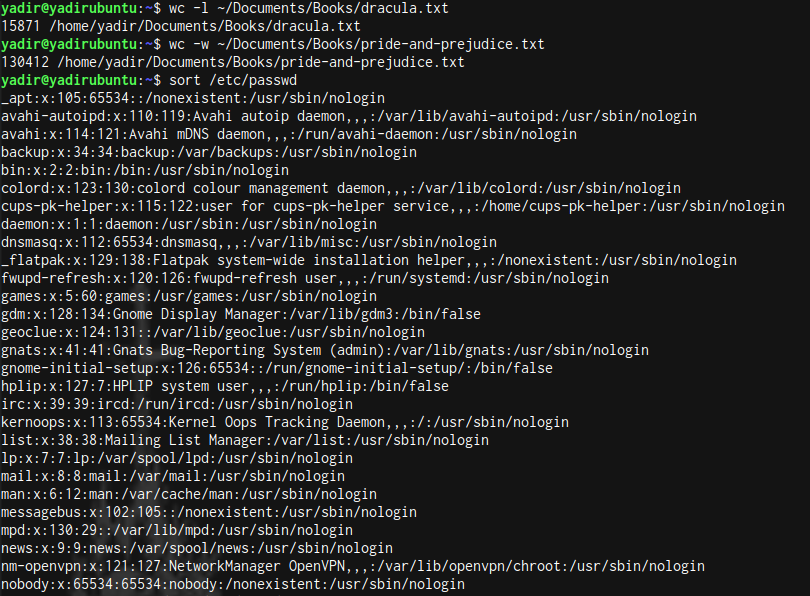 yadir@yadirubuntu:~$ wc -l ~/Documents/Books/dracula.txt
15871 /home/yadir/Documents/Books/dracula.txt
yadir@yadirubuntu:~$ wc -w ~/Documents/Books/pride-and-prejudice.txt
130412 /home/yadir/Documents/Books/pride-and-prejudice.txt
yadir@yadirubuntu:~$ sort /etc/passwd
_apt:x:105:65534::/nonexistent:/usr/sbin/nologin
avahi-autoipd:x:110:119:Avahi autoip daemon,,,:/var/lib/avahi-autoipd:/usr/sbin/nologin
avahi:x:114:121:Avahi mDNS daemon,,,:/run/avahi-daemon:/usr/sbin/nologin
backup:x:34:34:backup:/var/backups:/usr/sbin/nologin
bin:x:2:2:bin:/bin:/usr/sbin/nologin
colord:x:123:130:colord colour management daemon,,,:/var/lib/colord:/usr/sbin/nologin
cups-pk-helper:x:115:122:user for cups-pk-helper service,,,:/home/cups-pk-helper:/usr/sbin/nologin
daemon:x:1:1:daemon:/usr/sbin:/usr/sbin/nologin
dnsmasq:x:112:65534:dnsmasq,,,:/var/lib/misc:/usr/sbin/nologin
_flatpak:x:129:138:Flatpak system-wide installation helper,,,:/nonexistent:/usr/sbin/nologin
fwupd-refresh:x:120:126:fwupd-refresh user,,,:/run/systemd:/usr/sbin/nologin
games:x:5:60:games:/usr/games:/usr/sbin/nologin
gdm:x:128:134:Gnome Display Manager:/var/lib/gdm3:/bin/false
geoclue:x:124:131::/var/lib/geoclue:/usr/sbin/nologin
gnats:x:41:41:Gnats Bug-Reporting System (admin):/var/lib/gnats:/usr/sbin/nologin
gnome-initial-setup:x:126:65534::/run/gnome-initial-setup/:/bin/false
hplip:x:127:7:HPLIP system user,,,:/run/hplip:/bin/false
irc:x:39:39:ircd:/run/ircd:/usr/sbin/nologin
kernoops:x:113:65534:Kernel Oops Tracking Daemon,,,:/:/usr/sbin/nologin
list:x:38:38:Mailing List Manager:/var/list:/usr/sbin/nologin
lp:x:7:7:lp:/var/spool/lpd:/usr/sbin/nologin
mail:x:8:8:mail:/var/mail:/usr/sbin/nologin
man:x:6:12:man:/var/cache/man:/usr/sbin/nologin
messagebus:x:102:105::/nonexistent:/usr/sbin/nologin
mpd:x:130:29::/var/lib/mpd:/usr/sbin/nologin
news:x:9:9:news:/var/spool/news:/usr/sbin/nologin
nm-openvpn:x:121:127:NetworkManager OpenVPN,,,:/var/lib/openvpn/chroot:/usr/sbin/nologin
nobody:x:65534:65534:nobody:/nonexistent:/usr/sbin/nologin